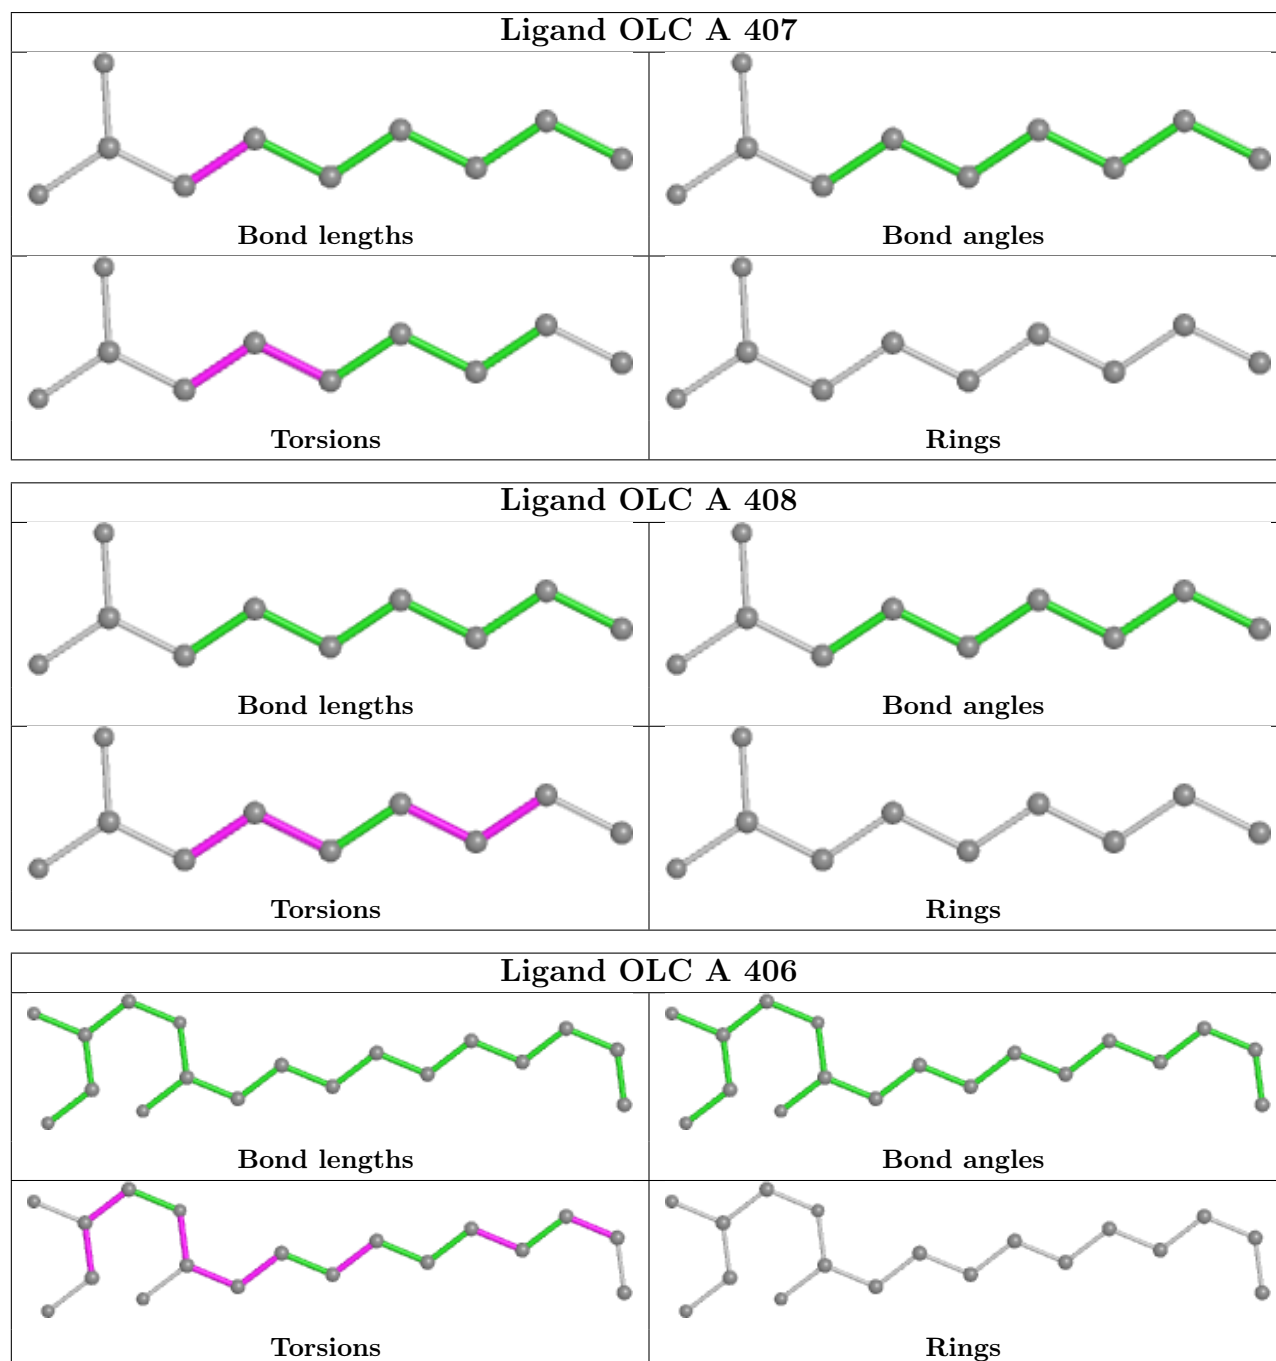 Ligand OLC A 407
Bond lengths
Bond angles
Torsions
Rings
Ligand OLC A 408
Bond lengths
Bond angles
Torsions
Rings
Ligand OLC A 406
Bond lengths
Bond angles
Torsions
Rings